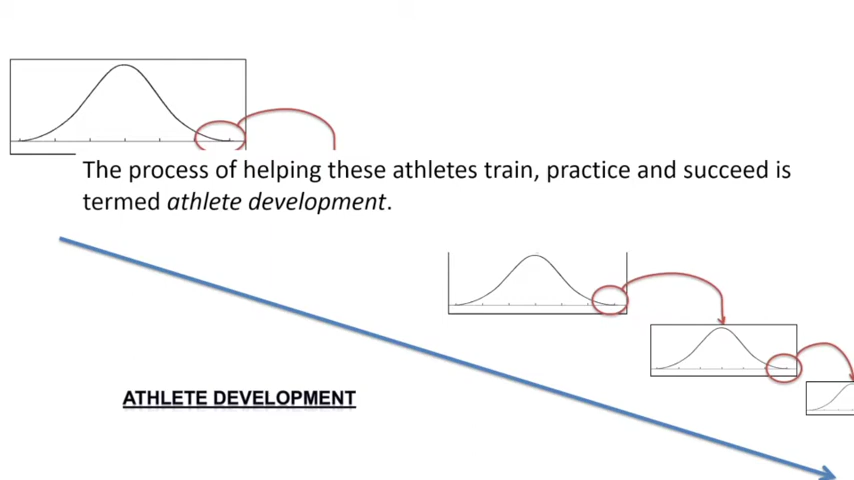 The process of helping these athletes train, practice and succeed is
termed athlete development.
ATHLETE DEVELOPMENT